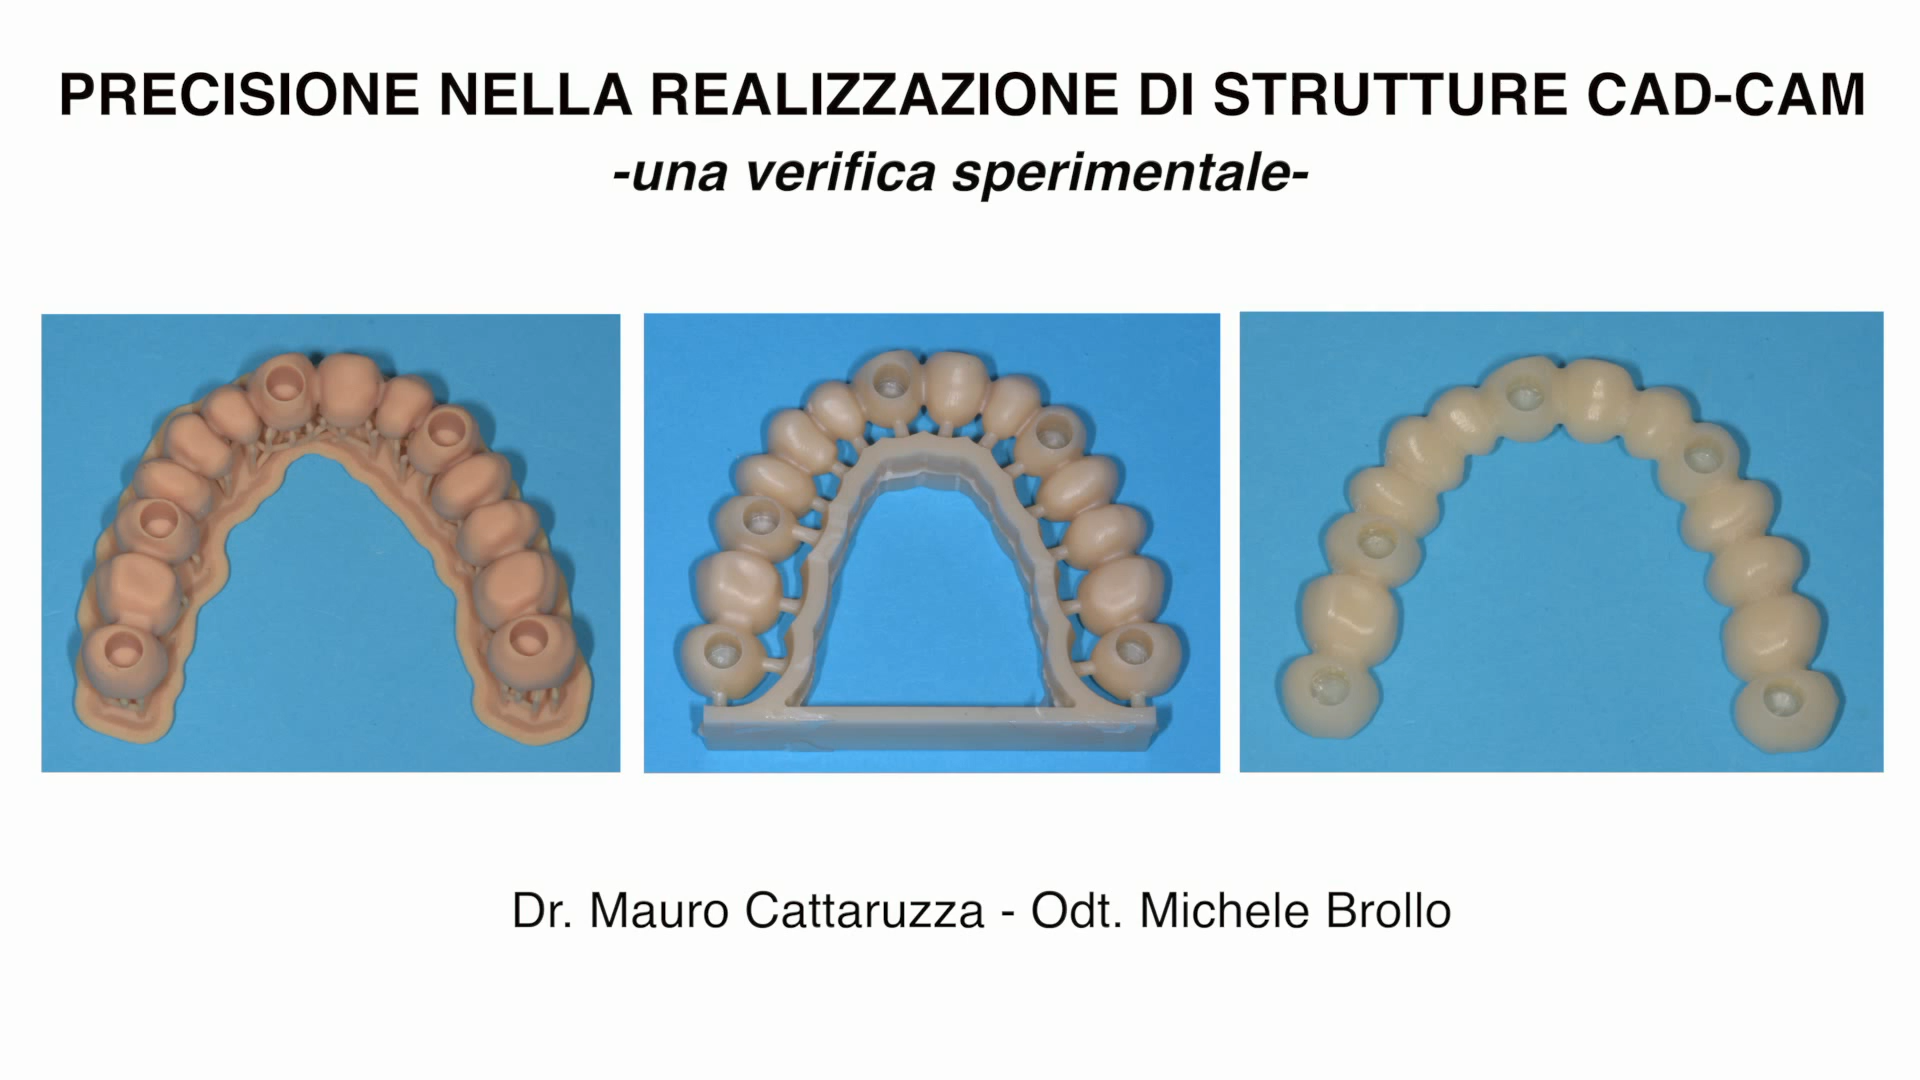 PRECISIONE NELLA REALIZZAZIONE DI STRUTTURE CAD-CAM
-una verifica sperimentale-
Dr. Mauro Cattaruzza - Odt. Michele Brollo